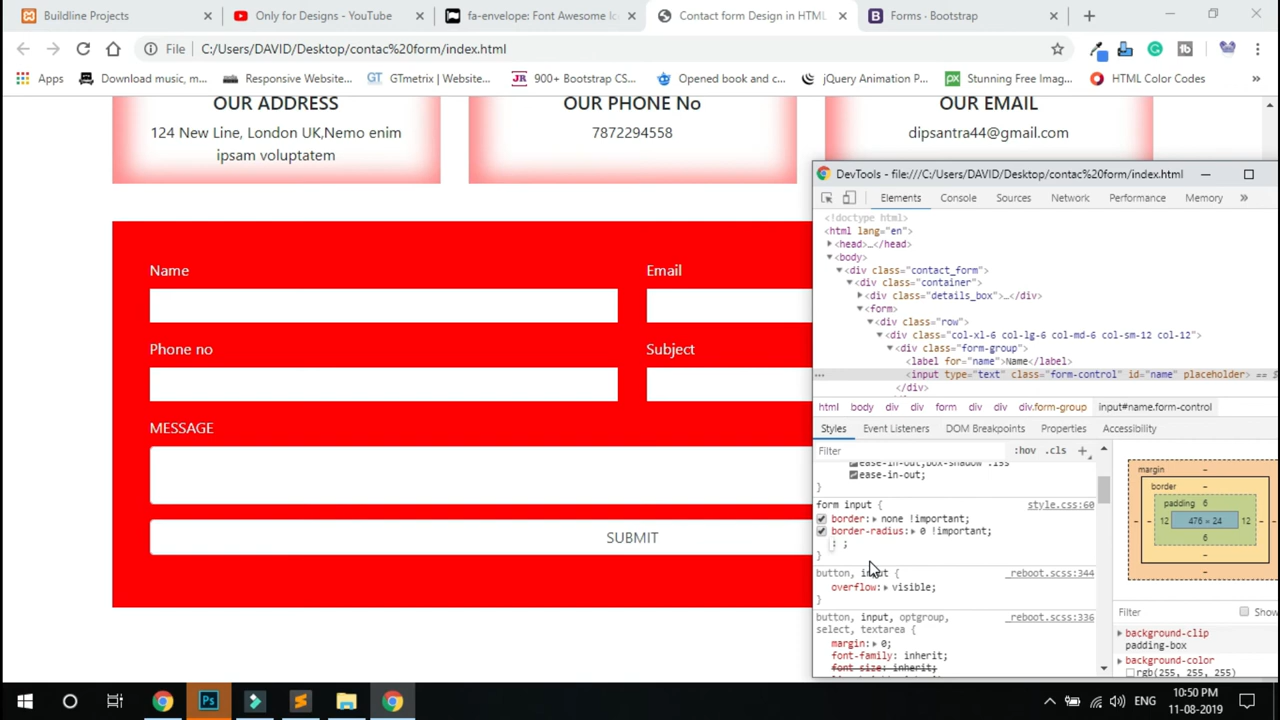 Buildline Projects
Only for Designs - YouTube
fa-envelope: Font Awesome Ic
Contact form Design in HTML
Forms · Bootstrap
File
C:/Users/DAVID/Desktop/contac%20form/index.html
Apps
Download music, m...
Responsive Website...
GTmetrix | Website...
900+ Bootstrap CS...
Opened book and c...
jQuery Animation P...
Stunning Free Imag...
HTML Color Codes
OUR ADDRESS
124 New Line, London UK,Nemo enim
ipsam voluptatem
OUR PHONE No
7872294558
OUR EMAIL
dipsantra44@gmail.com
Name
Email
Phone no
Subject
MESSAGE
SUBMIT
DevTools - file:///C:/Users/DAVID/Desktop/contac%20form/index.html
Elements Console Sources Network Performance Memory »
<!doctype html>
<html lang="en">
<head>…</head>
<body>
<div class="contact_form">
<div class="container">
<div class="details_box">…</div>
<form>
<div class="row">
<div class="col-xl-6 col-lg-6 col-md-6 col-sm-12 col-12">
<div class="form-group">
<label for="name">Name</label>
<input type="text" class="form-control" id="name" placeholder> == $
</div>
html body div div form div div div.form-group input#name.form-control
Styles Event Listeners DOM Breakpoints Properties Accessibility
Filter :hov .cls +
ease-in-out,box-shadow .15s
ease-in-out;
}
form input { style.css:60
border: none !important;
border-radius: 0 !important;
: ;
}
button, input { _reboot.scss:344
overflow: visible;
}
button, input, optgroup, _reboot.scss:336
select, textarea {
margin: 0;
font-family: inherit;
font-size: inherit;
margin -
border -
padding 6
12 476 × 24 12
6
-
-
Filter Show
background-clip
padding-box
background-color
rgb(255, 255, 255)
ENG
10:50 PM
11-08-2019